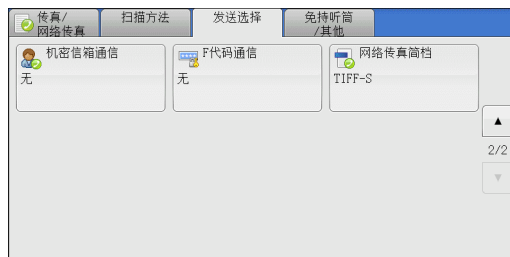 传真/
网络传真
扫描方法
发送选择
免持听筒
/其他
机密信箱通信
无
F代码通信
无
网络传真简档
TIFF-S
2/2